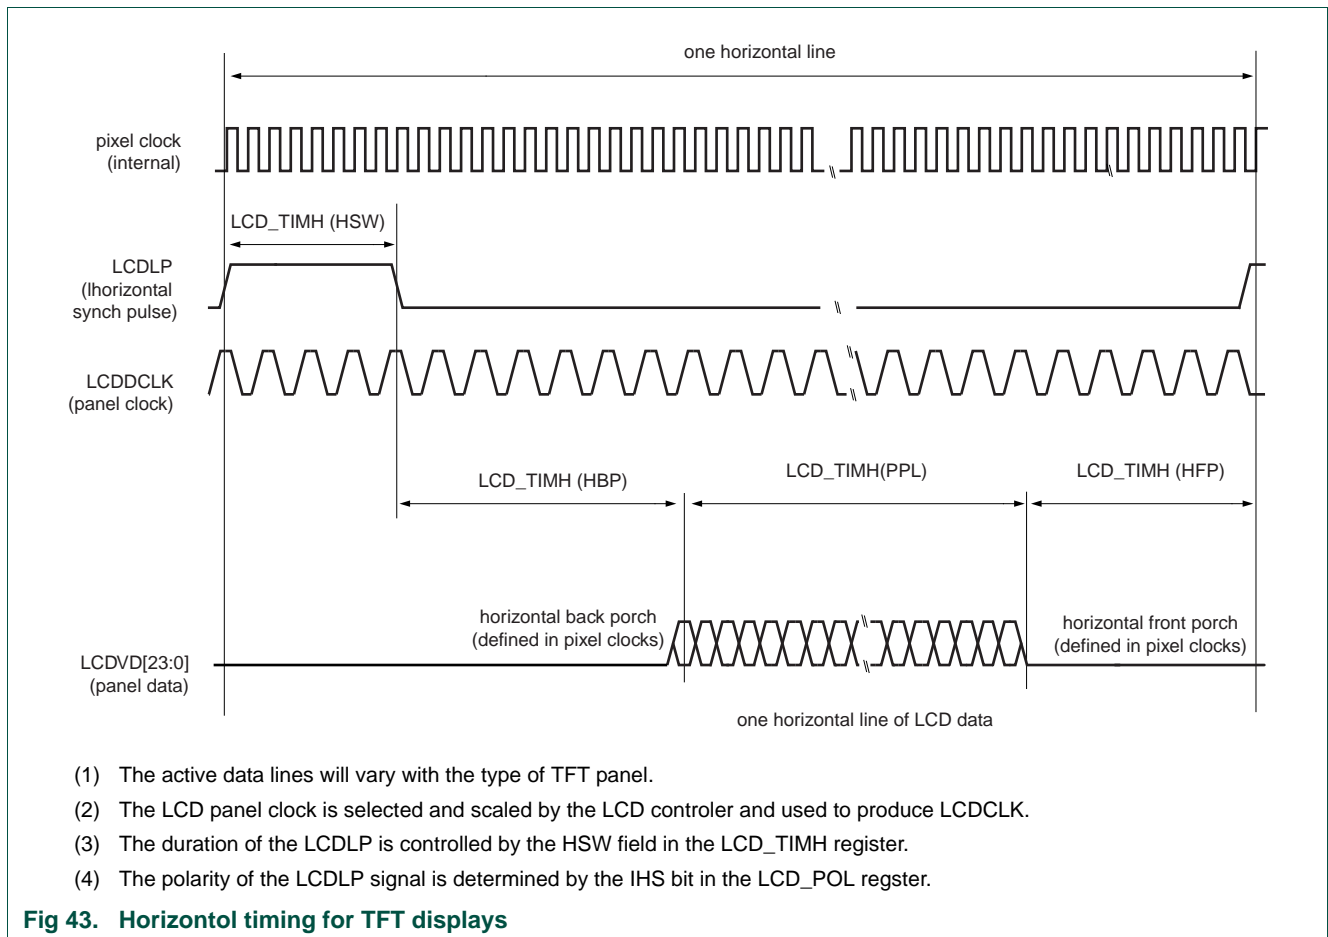 one horizontal line
pixel clock
(internal)
LCD_TIMH (HSW)
LCDLP
(lhorizontal
synch pulse)
LCDDCLK
(panel clock)
LCD_TIMH (HBP)
LCD_TIMH(PPL)
LCD_TIMH (HFP)
horizontal back porch
(defined in pixel clocks)
horizontal front porch
(defined in pixel clocks)
LCDVD[23:0]
(panel data)
one horizontal line of LCD data
(1) The active data lines will vary with the type of TFT panel.
(2) The LCD panel clock is selected and scaled by the LCD controler and used to produce LCDCLK.
(3) The duration of the LCDLP is controlled by the HSW field in the LCD_TIMH register.
(4) The polarity of the LCDLP signal is determined by the IHS bit in the LCD_POL regster.
Fig 43. Horizontol timing for TFT displays